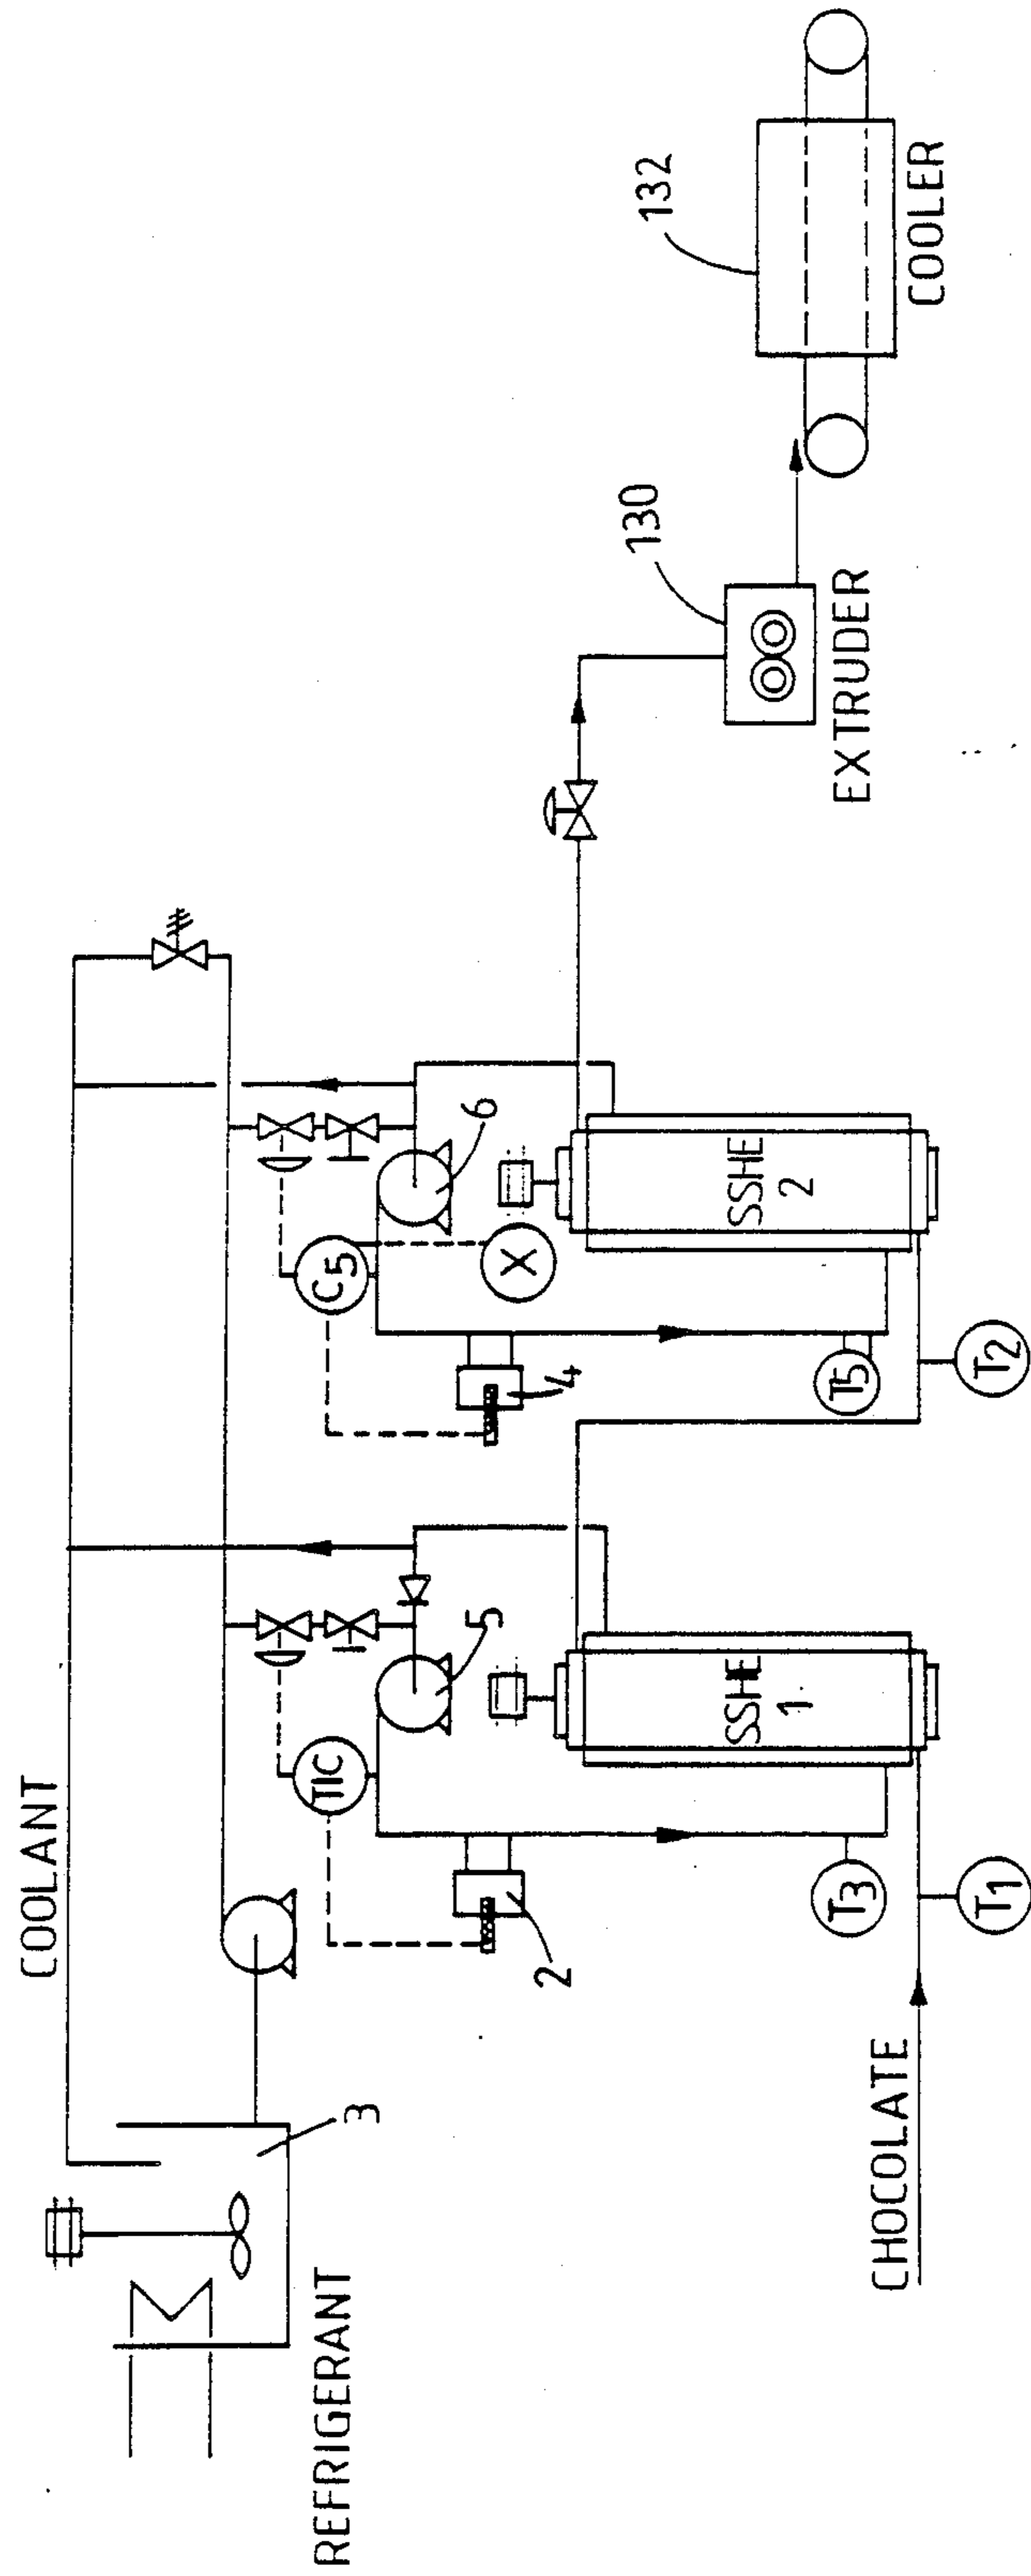 COOLANT
REFRIGERANT
3
TIC
5
2
SSHE
1
T3
T1
CHOCOLATE
C5
6
X
4
SSHE
2
T5
T2
130
EXTRUDER
132
COOLER